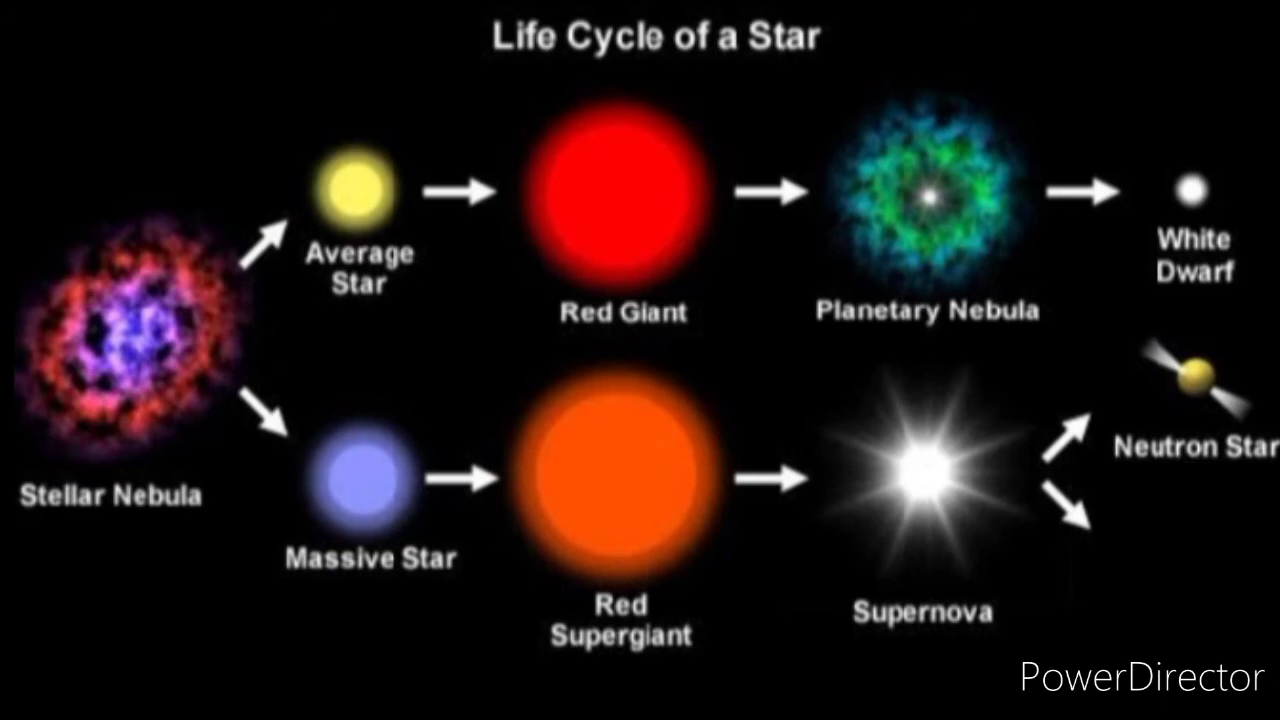 Life Cycle of a Star
Average
Star
Red Giant
Planetary Nebula
White
Dwarf
Stellar Nebula
Massive Star
Red
Supergiant
Supernova
Neutron Star
PowerDirector